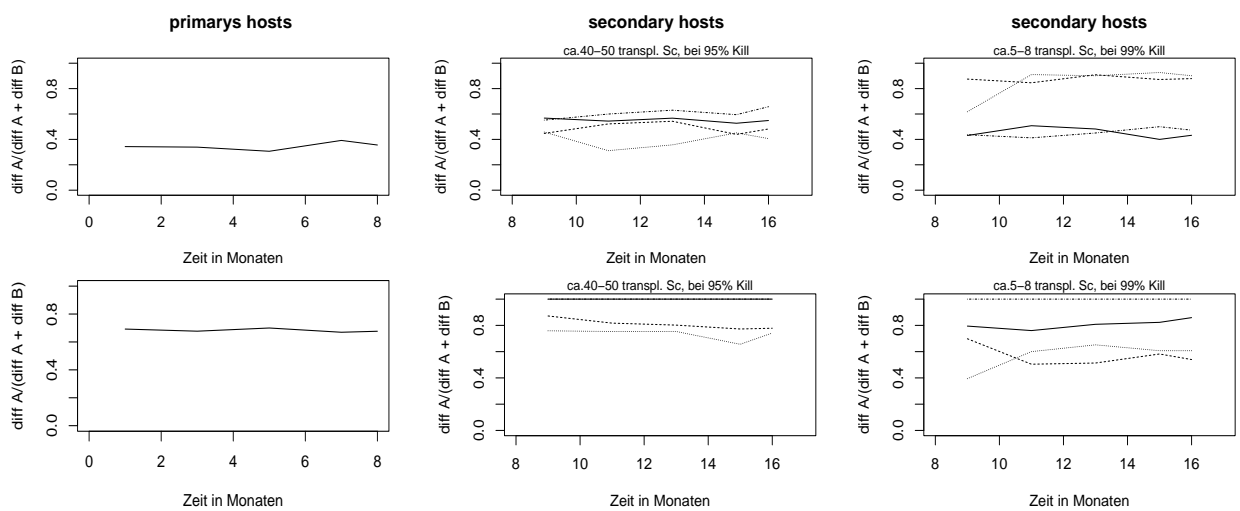 primarys hosts
secondary hosts
secondary hosts
ca.40−50 transpl. Sc, bei 95% Kill
ca.5−8 transpl. Sc, bei 99% Kill
diff A/(diff A + diff B)
0.0 0.4 0.8
0 2 4 6 8
Zeit in Monaten
diff A/(diff A + diff B)
0.0 0.4 0.8
8 10 12 14 16
Zeit in Monaten
diff A/(diff A + diff B)
0.0 0.4 0.8
8 10 12 14 16
Zeit in Monaten
ca.40−50 transpl. Sc, bei 95% Kill
ca.5−8 transpl. Sc, bei 99% Kill
diff A/(diff A + diff B)
0.0 0.4 0.8
0 2 4 6 8
Zeit in Monaten
diff A/(diff A + diff B)
0.0 0.4 0.8
8 10 12 14 16
Zeit in Monaten
diff A/(diff A + diff B)
0.0 0.4 0.8
8 10 12 14 16
Zeit in Monaten